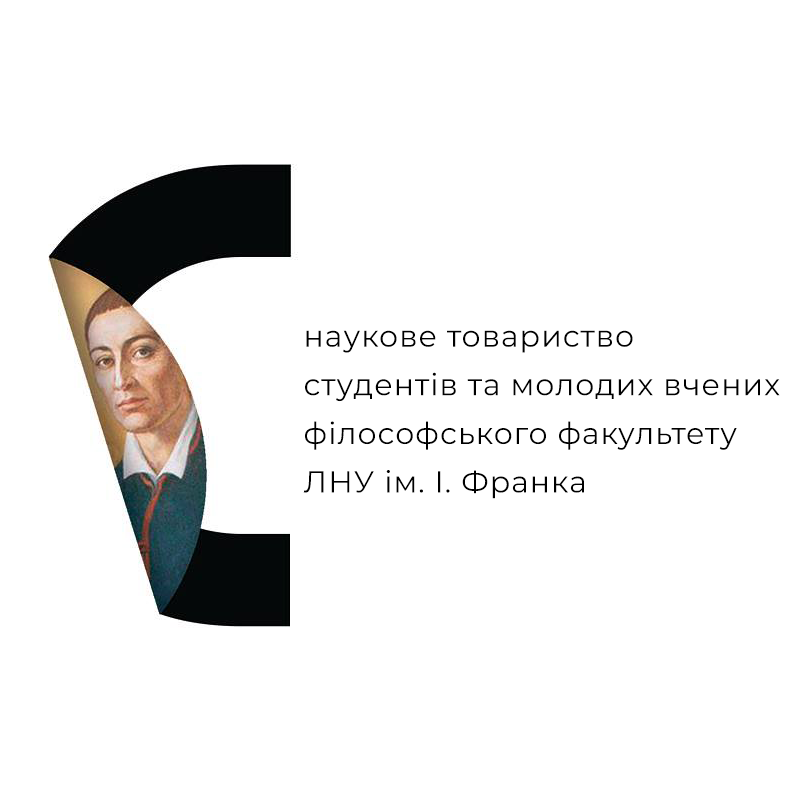 наукове товариство
студентів та молодих вчених
філософського факультету
ЛНУ ім. І. Франка